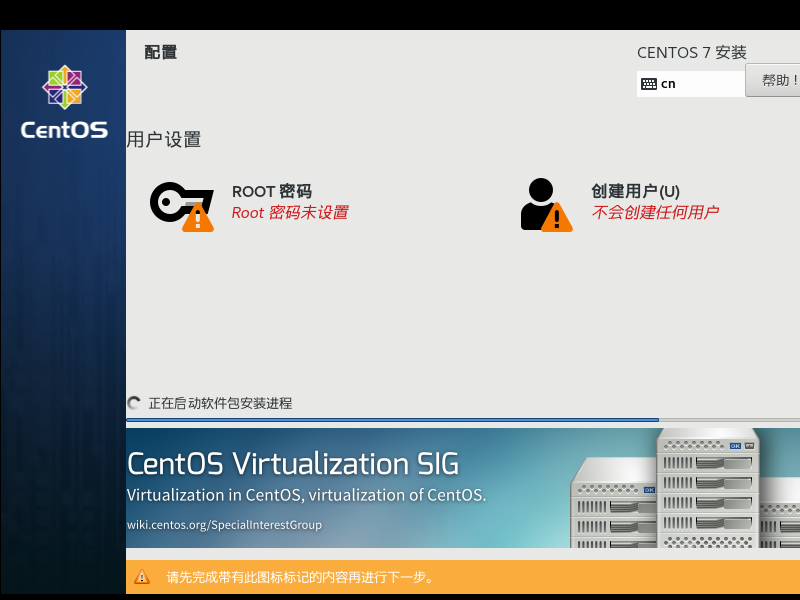 配置
CENTOS 7 安装
cn
帮助！
CentOS
用户设置
ROOT 密码
Root 密码未设置
创建用户(U)
不会创建任何用户
正在启动软件包安装进程
CentOS Virtualization SIG
Virtualization in CentOS, virtualization of CentOS.
wiki.centos.org/SpecialInterestGroup
请先完成带有此图标标记的内容再进行下一步。